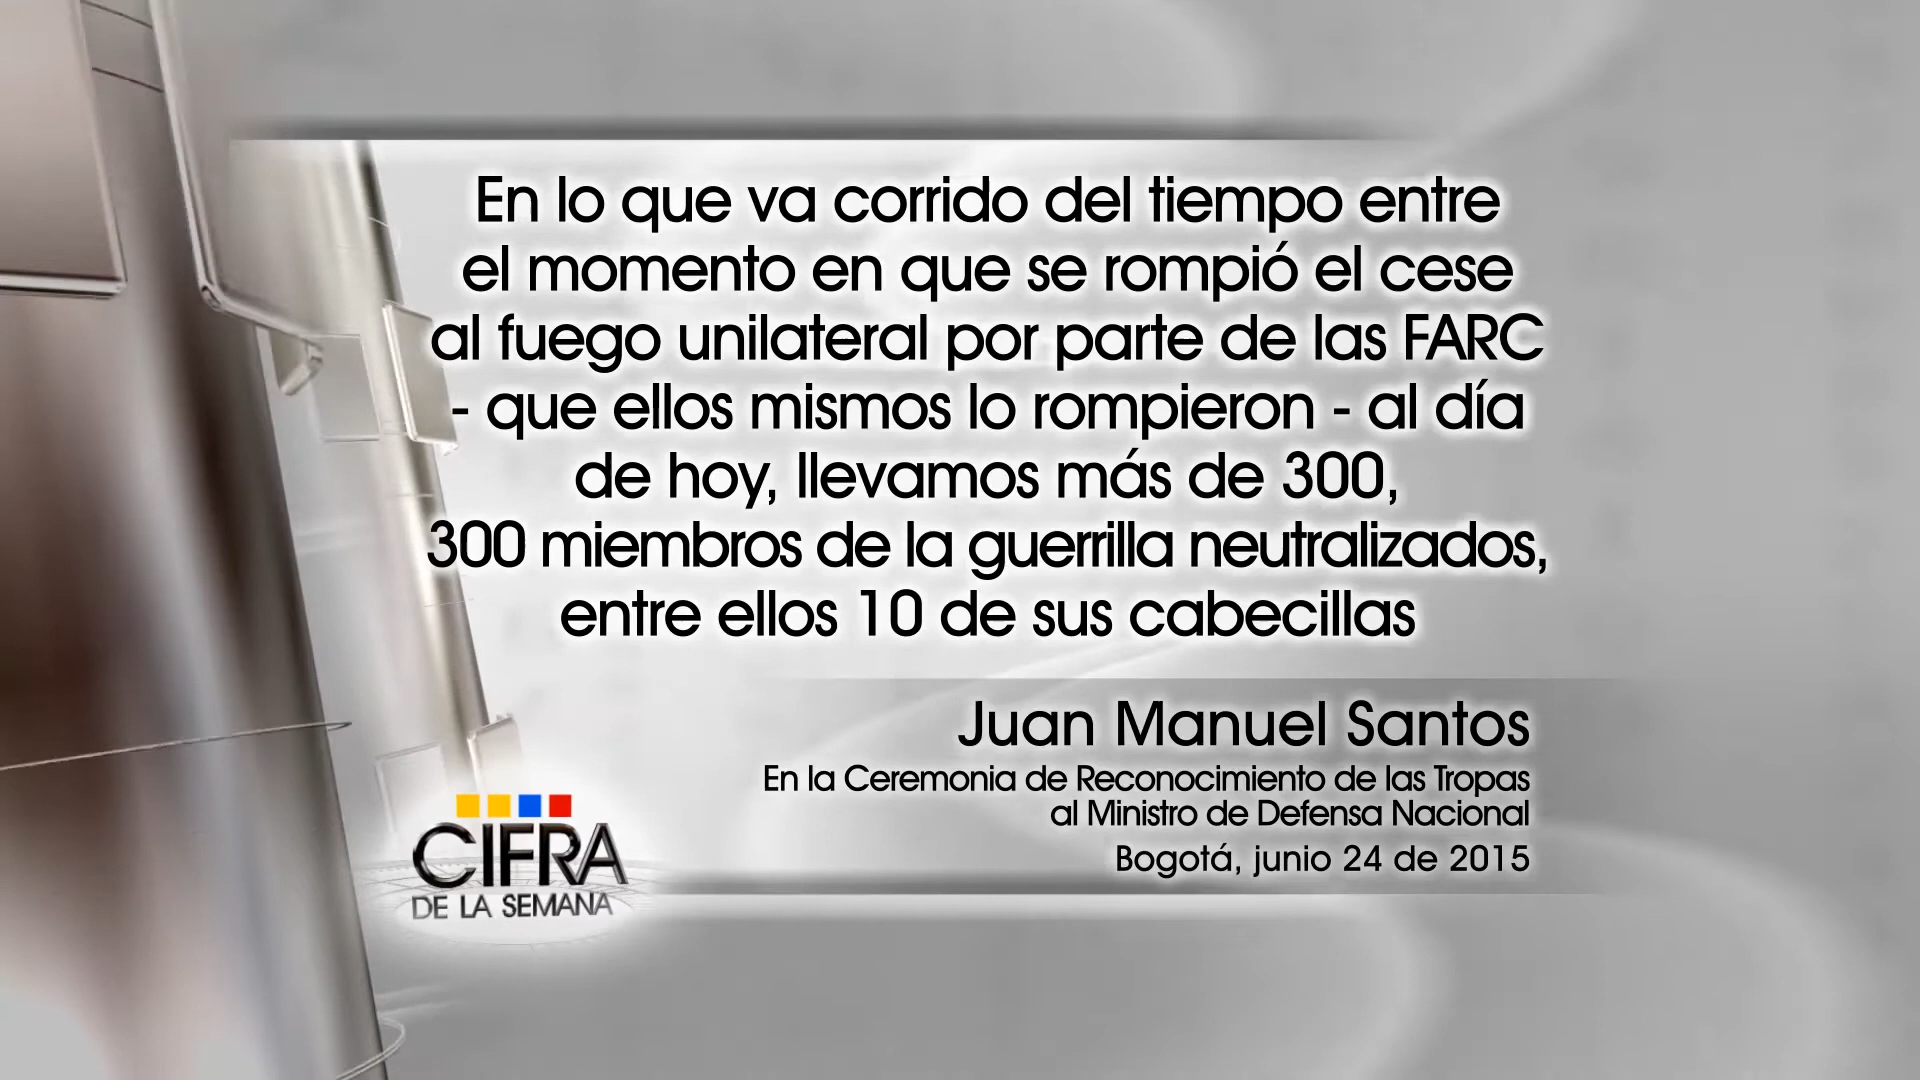 En lo que va corrido del tiempo entre
el momento en que se rompió el cese
al fuego unilateral por parte de las FARC
- que ellos mismos lo rompieron - al día
de hoy, llevamos más de 300,
300 miembros de la guerrilla neutralizados,
entre ellos 10 de sus cabecillas
Juan Manuel Santos
En la Ceremonia de Reconocimiento de las Tropas
al Ministro de Defensa Nacional
Bogotá, junio 24 de 2015
CIFRA
DE LA SEMANA